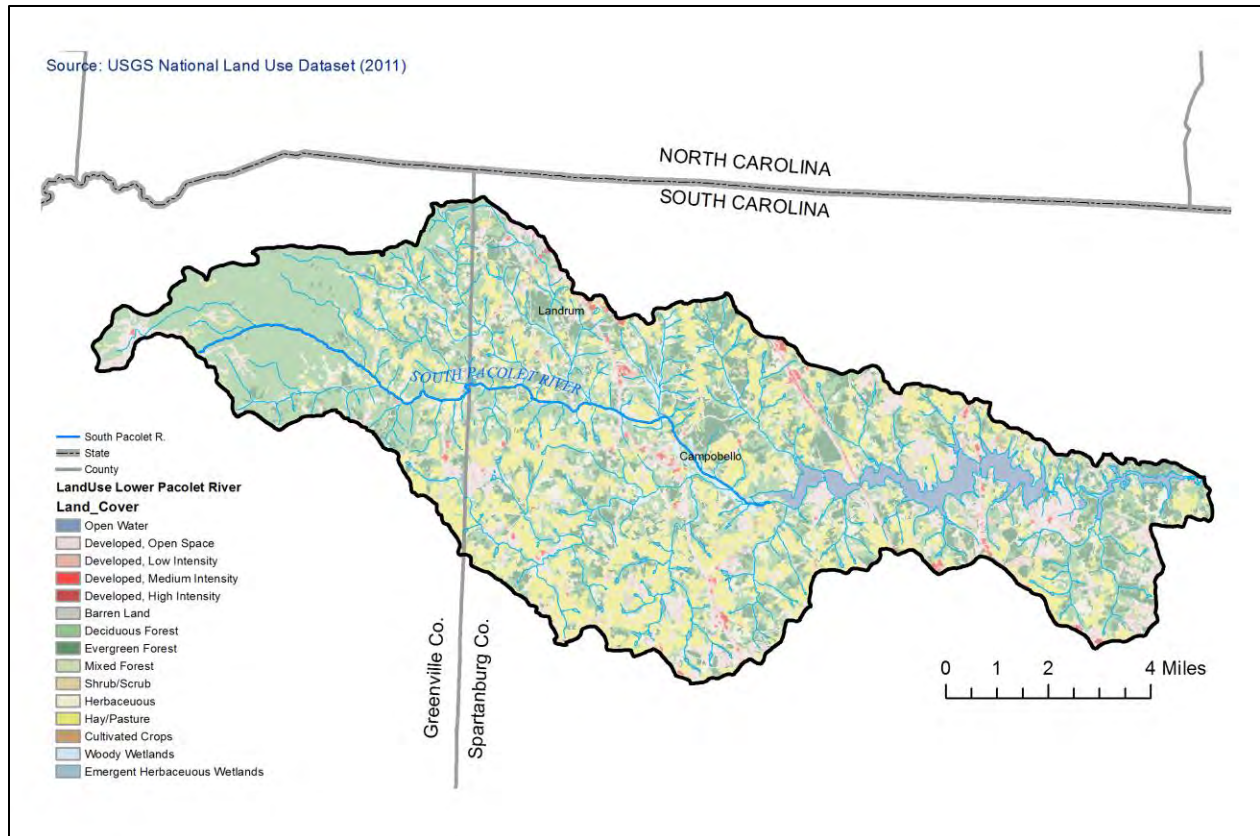 Source: USGS National Land Use Dataset (2011)
NORTH CAROLINA
SOUTH CAROLINA
Landrum
SOUTH PACOLET RIVER
Campobello
South Pacolet R.
State
County
LandUse Lower Pacolet River
Land_Cover
Open Water
Developed, Open Space
Developed, Low Intensity
Developed, Medium Intensity
Developed, High Intensity
Barren Land
Deciduous Forest
Evergreen Forest
Mixed Forest
Shrub/Scrub
Herbaceuous
Hay/Pasture
Cultivated Crops
Woody Wetlands
Emergent Herbaceuous Wetlands
Greenville Co.
Spartanburg Co.
0 1 2 4 Miles